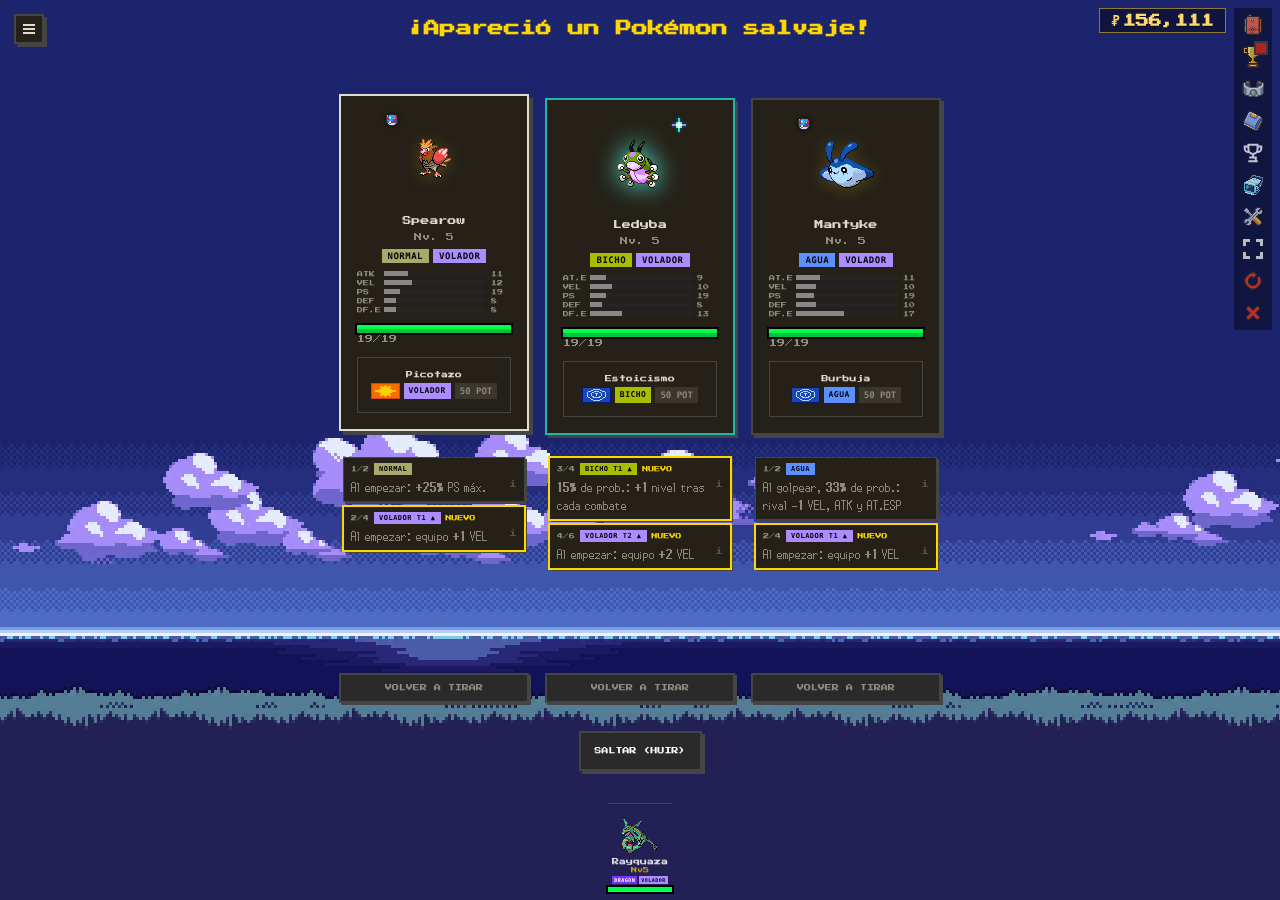 ¡Apareció un Pokémon salvaje!
₽156,111
Spearow
Nv. 5
NORMAL VOLADOR
ATK 11
VEL 12
PS 19
DEF 8
DF.E 8
19/19
Picotazo
VOLADOR 50 POT
Ledyba
Nv. 5
BICHO VOLADOR
AT.E 9
VEL 10
PS 19
DEF 8
DF.E 13
19/19
Estoicismo
BICHO 50 POT
Mantyke
Nv. 5
AGUA VOLADOR
AT.E 11
VEL 10
PS 19
DEF 10
DF.E 17
19/19
Burbuja
AGUA 50 POT
1/2 NORMAL
Al empezar: +25% PS máx. i
2/4 VOLADOR T1 ▲ NUEVO
Al empezar: equipo +1 VEL i
3/4 BICHO T1 ▲ NUEVO
15% de prob.: +1 nivel tras i
cada combate
4/6 VOLADOR T2 ▲ NUEVO
Al empezar: equipo +2 VEL i
1/2 AGUA
Al golpear, 33% de prob.: i
rival -1 VEL, ATK y AT.ESP
2/4 VOLADOR T1 ▲ NUEVO
Al empezar: equipo +1 VEL i
VOLVER A TIRAR VOLVER A TIRAR VOLVER A TIRAR
SALTAR (HUIR)
Rayquaza
Nv5
DRAGON VOLADOR